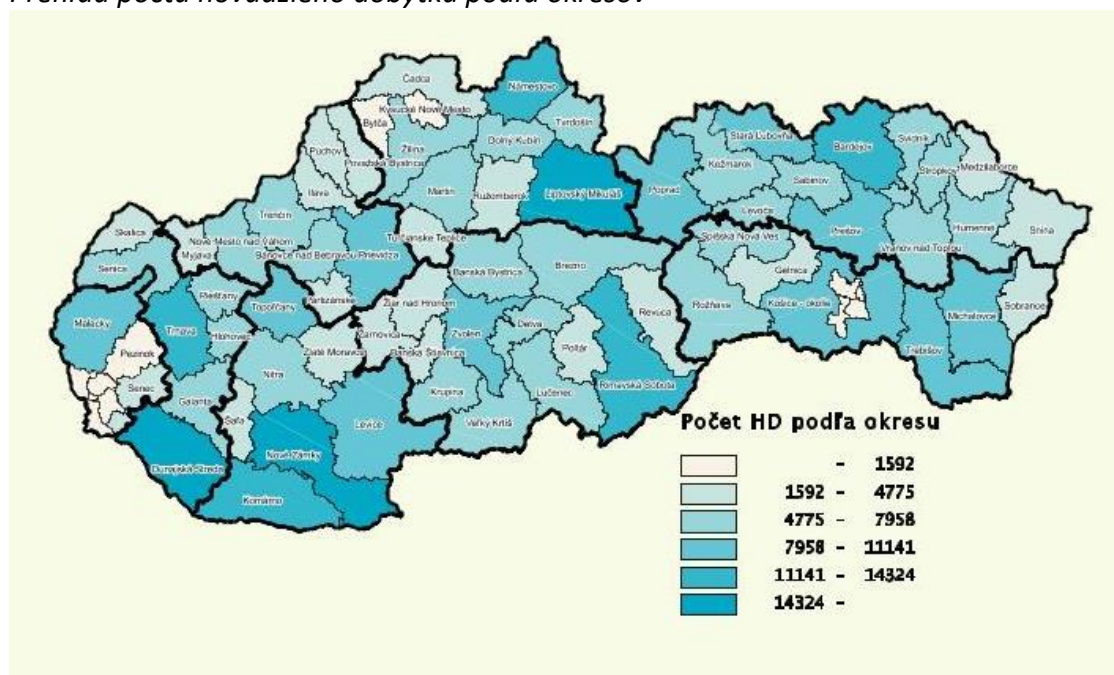 Prehľad počtu hovädzieho dobytka podľa okresov
Čadca
Námestovo
Kysucké Nové Mesto
Bytča
Tvrdošín
Dolný Kubín
Žilina
Púchov
Považská Bystrica
Stará Ľubovňa
Bardejov
Svidník
Stropkov
Medzilaborce
Kežmarok
Sabinov
Poprad
Ilava
Martin
Ružomberok
Liptovský Mikuláš
Levoča
Prešov
Humenné
Snina
Vranov nad Topľou
Trenčín
Skalica
Nové Mesto nad Váhom
Myjava
Turčianske Teplice
Bánovce nad Bebravou
Prievidza
Senica
Spišská Nová Ves
Gelnica
Banská Bystrica
Brezno
Piešťany
Topoľčany
Partizánske
Žiar nad Hronom
Rožňava
Košice - okolie
Sobrance
Michalovce
Revúca
Malacky
Trnava
Hlohovec
Žarnovica
Zvolen
Detva
Poltár
Trebišov
Pezinok
Zlaté Moravce
Banská Štiavnica
Senec
Nitra
Rimavská Sobota
Krupina
Lučenec
Galanta
Šaľa
Levice
Veľký Krtíš
Nové Zámky
Dunajská Streda
Komárno
Počet HD podľa okresu
- 1592
1592 - 4775
4775 - 7958
7958 - 11141
11141 - 14324
14324 -